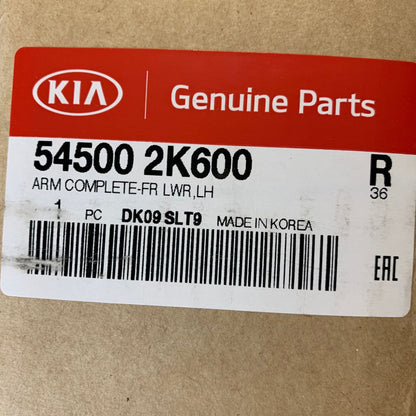 KIA
Genuine Parts
54500 2K600
R
ARM COMPLETE-FR LWR,LH
36
1 PC DK09 SLT9 MADE IN KOREA
EAC